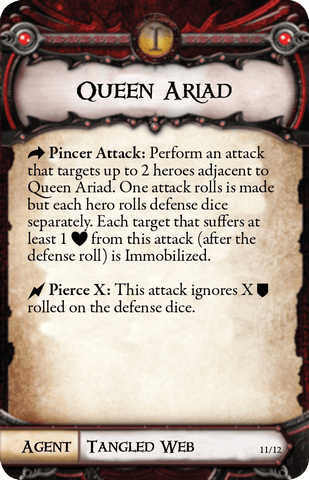 I
Queen Ariad
Pincer Attack: Perform an attack
that targets up to 2 heroes adjacent to
Queen Ariad. One attack rolls is made
but each hero rolls defense dice
separately. Each target that suffers at
least 1 from this attack (after the
defense roll) is Immobilized.
Pierce X: This attack ignores X
rolled on the defense dice.
Agent Tangled Web 11/12